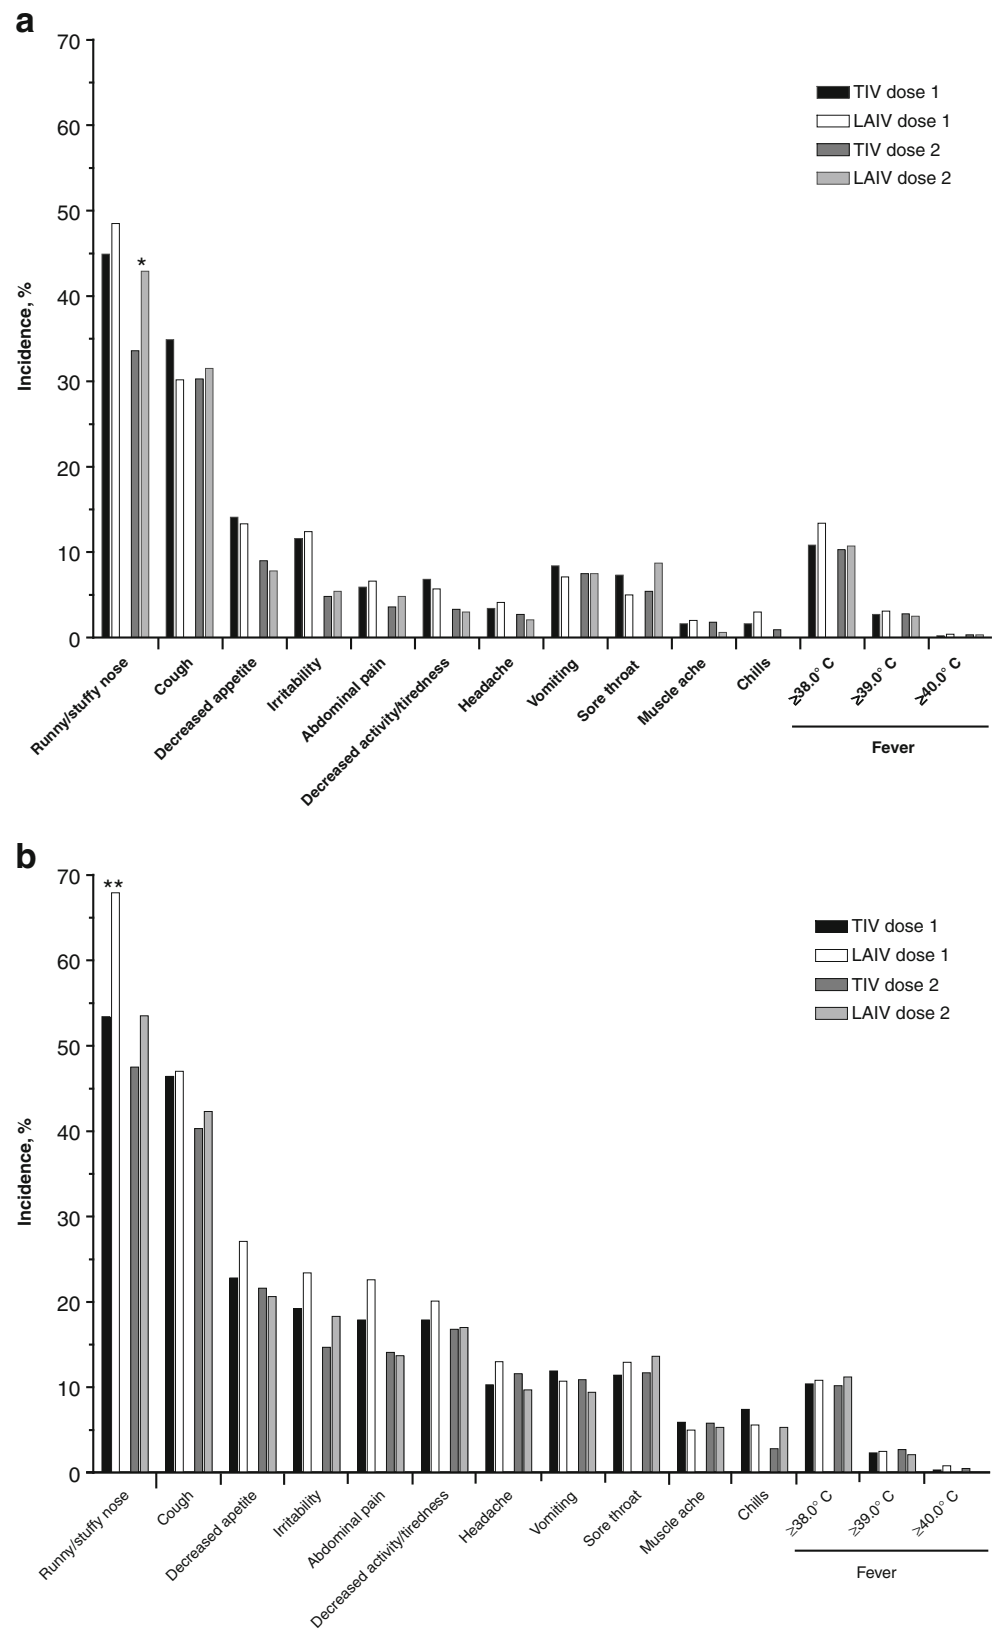 a
70
60
50
40
30
20
10
0
Incidence, %
TIV dose 1
LAIV dose 1
TIV dose 2
LAIV dose 2
*
Runny/stuffy nose
Cough
Decreased appetite
Irritability
Abdominal pain
Decreased activity/tiredness
Headache
Vomiting
Sore throat
Muscle ache
Chills
≥38.0° C
≥39.0° C
≥40.0° C
Fever
b
70
60
50
40
30
20
10
0
Incidence, %
**
TIV dose 1
LAIV dose 1
TIV dose 2
LAIV dose 2
Runny/stuffy nose
Cough
Decreased apetite
Irritability
Abdominal pain
Decreased activity/tiredness
Headache
Vomiting
Sore throat
Muscle ache
Chills
≥38.0° C
≥39.0° C
≥40.0° C
Fever